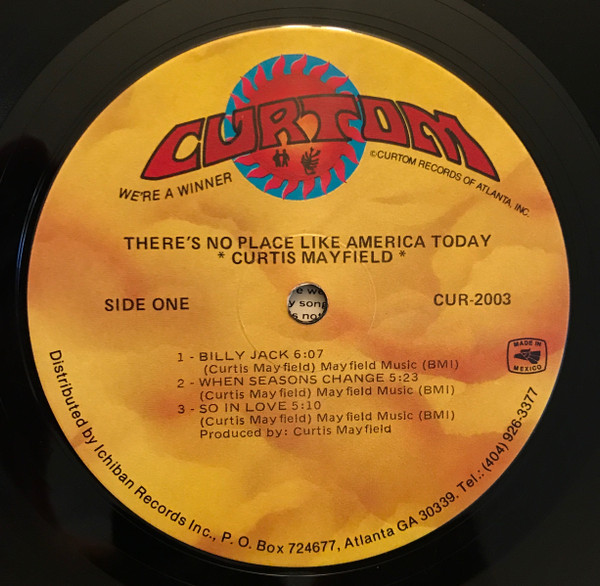 CURTOM
WE'RE A WINNER
©CURTOM RECORDS OF ATLANTA, INC.
THERE'S NO PLACE LIKE AMERICA TODAY
* CURTIS MAYFIELD *
SIDE ONE
CUR-2003
y song
s not
MADE IN
MEXICO
1 - BILLY JACK 6:07
(Curtis Mayfield) Mayfield Music (BMI)
2 - WHEN SEASONS CHANGE 5:23
(Curtis Mayfield) Mayfield Music (BMI)
3 - SO IN LOVE 5:10
(Curtis Mayfield) Mayfield Music (BMI)
Produced by: Curtis Mayfield
Distributed by Ichiban Records Inc., P. O. Box 724677, Atlanta GA 30339. Tel.: (404) 926-3377